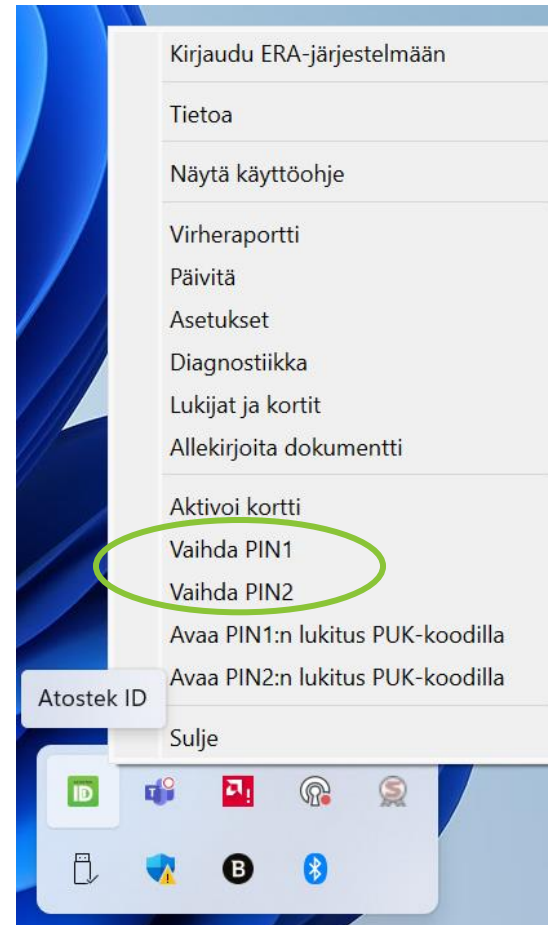 Kirjaudu ERA-järjestelmään
Tietoa
Näytä käyttöohje
Virheraportti
Päivitä
Asetukset
Diagnostiikka
Lukijat ja kortit
Allekirjoita dokumentti
Aktivoi kortti
Vaihda PIN1
Vaihda PIN2
Avaa PIN1:n lukitus PUK-koodilla
Avaa PIN2:n lukitus PUK-koodilla
Atostek ID
Sulje
ID
T
B